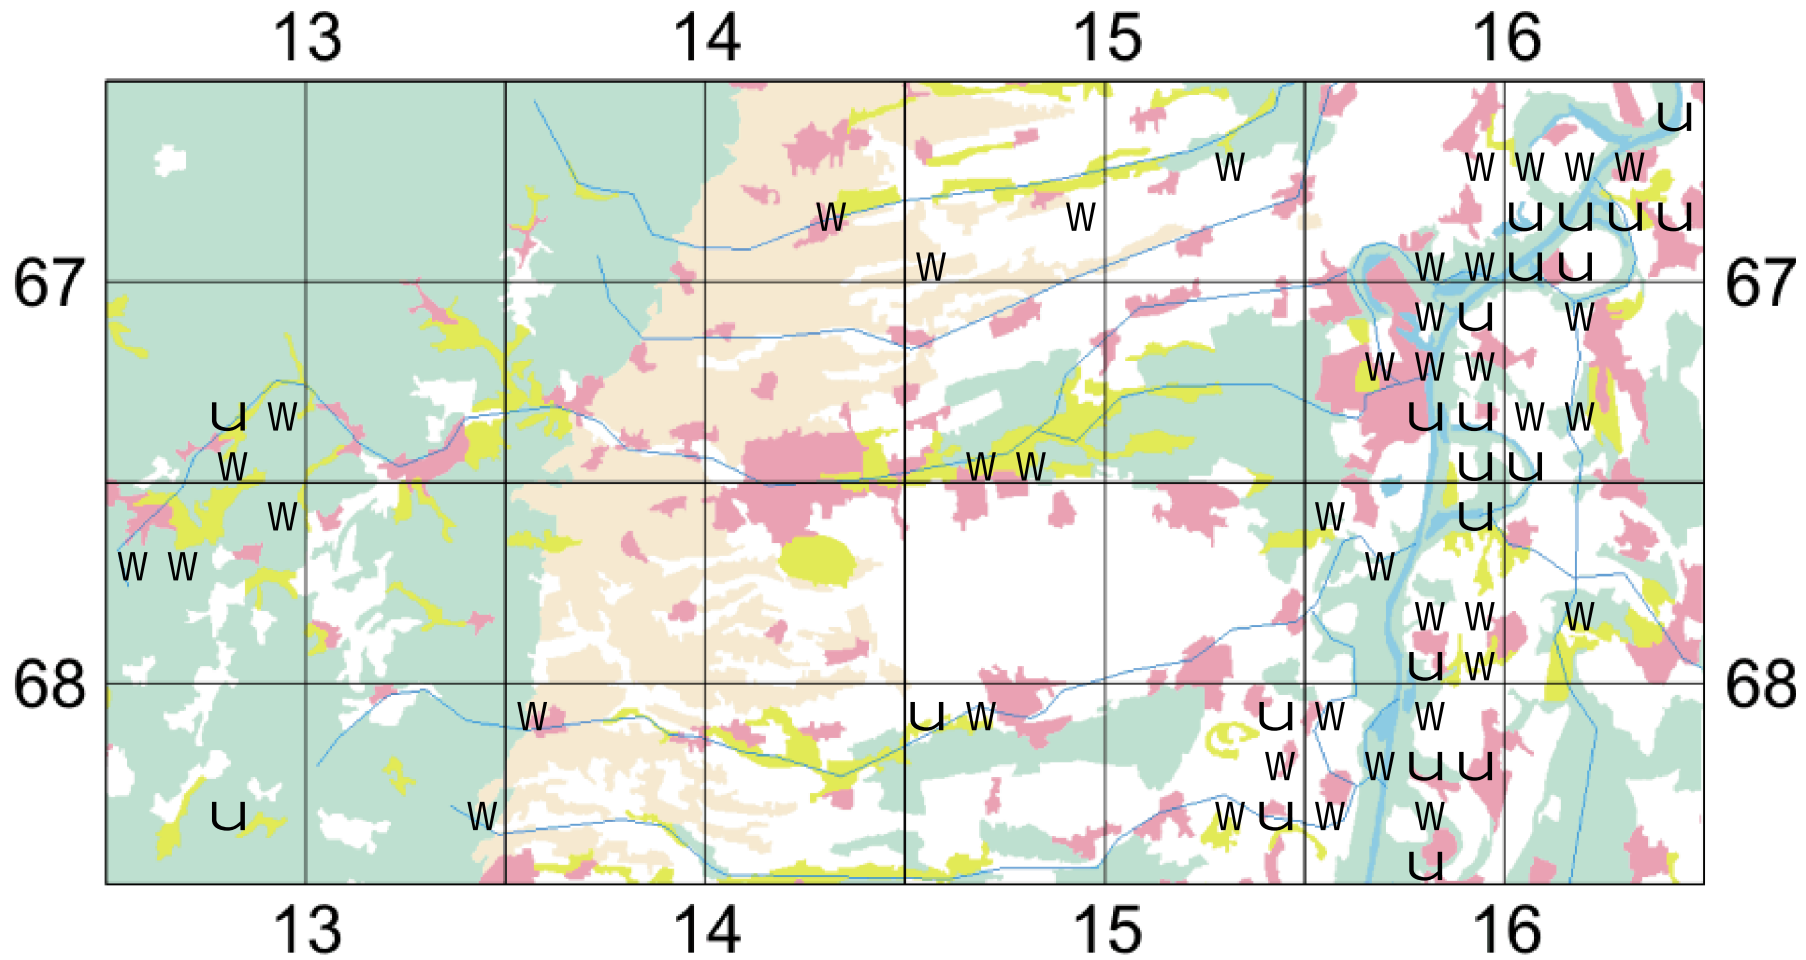 13 14 15 16
u
w w w w w
w w u u u u
67 w w w u u 67
w u w
w w w
u w u u w w
w w w u u
w w u
w w w
w w w
u w
68 68
w u w u w w
w w u u
u w w u w w
u
13 14 15 16